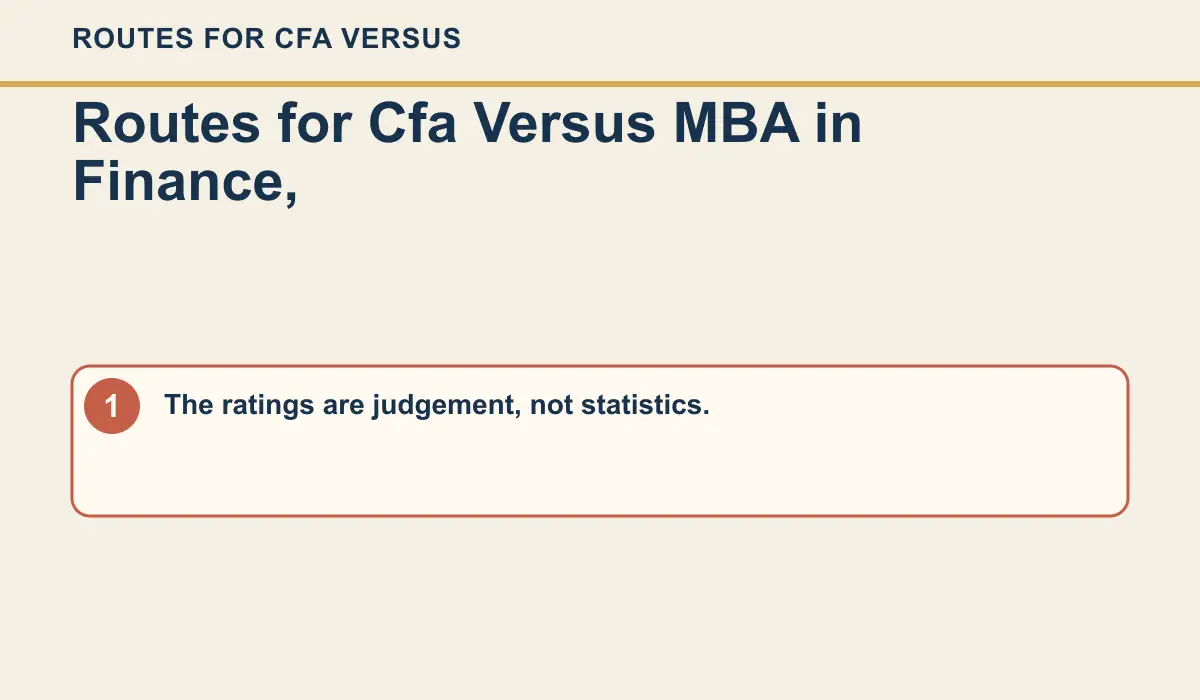 ROUTES FOR CFA VERSUS
Routes for Cfa Versus MBA in
Finance,
1
The ratings are judgement, not statistics.